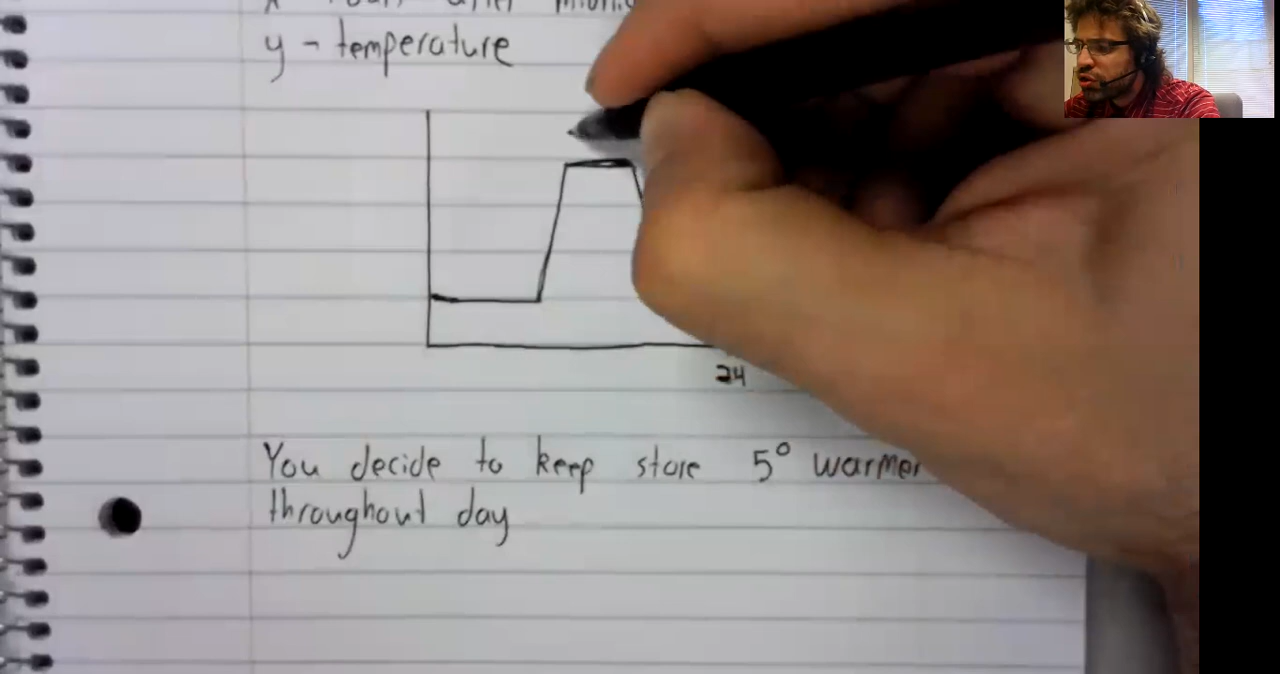 y - temperature
24
You decide to keep store 5° warmer
throughout day